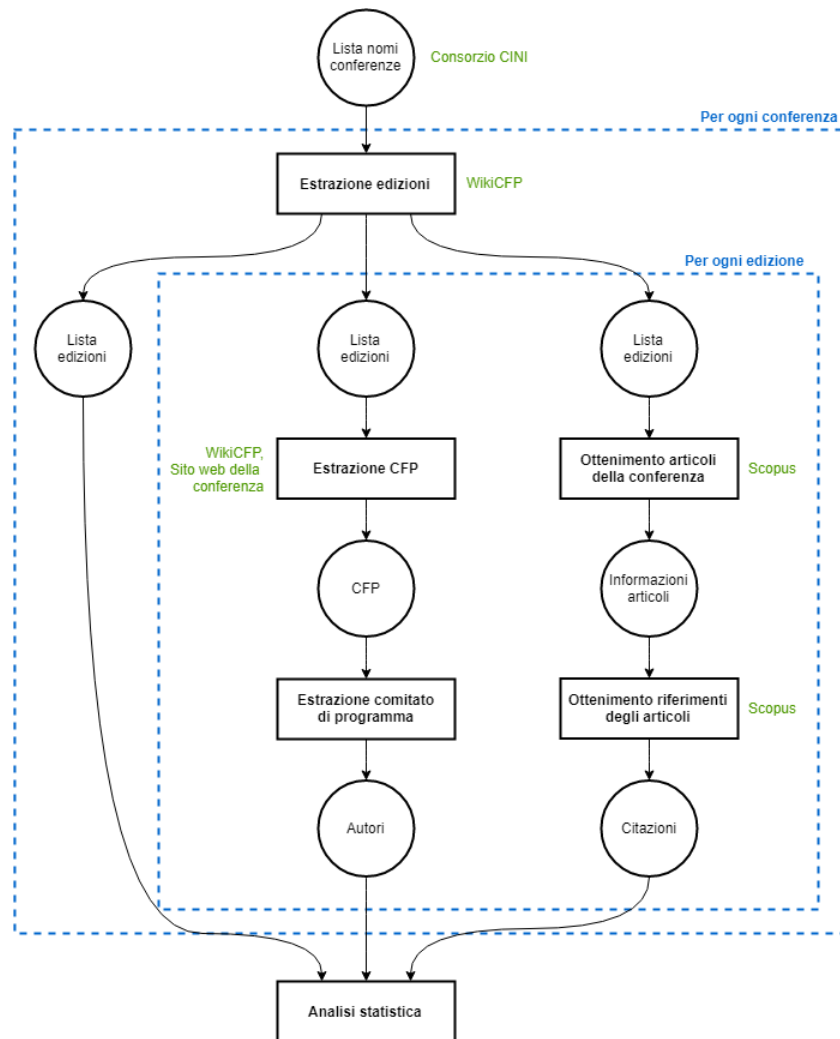 Lista nomi
conferenze
Consorzio CINI
Per ogni conferenza
Estrazione edizioni
WikiCFP
Per ogni edizione
Lista
edizioni
Lista
edizioni
Lista
edizioni
WikiCFP,
Sito web della
conferenza
Estrazione CFP
Ottenimento articoli
della conferenza
Scopus
CFP
Informazioni
articoli
Estrazione comitato
di programma
Ottenimento riferimenti
degli articoli
Scopus
Autori
Citazioni
Analisi statistica